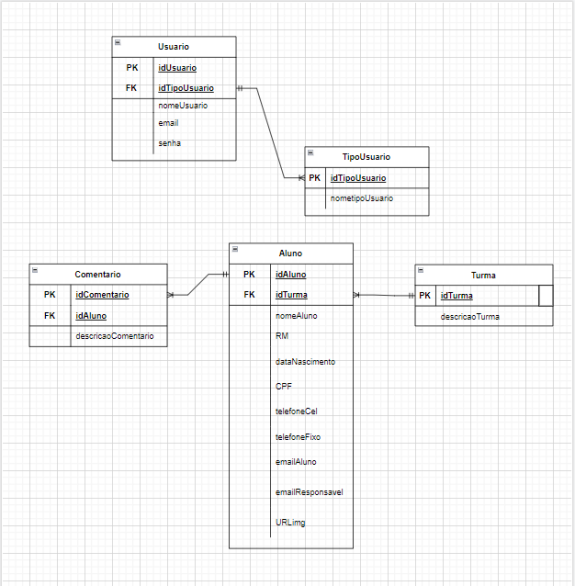 Usuario
PK idUsuario
FK idTipoUsuario
nomeUsuario
email
senha
TipoUsuario
PK idTipoUsuario
nometipoUsuario
Comentario
PK idComentario
FK idAluno
descricaoComentario
Aluno
PK idAluno
FK idTurma
nomeAluno
RM
dataNascimento
CPF
telefoneCel
telefoneFixo
emailAluno
emailResponsavel
URLimg
Turma
PK idTurma
descricaoTurma